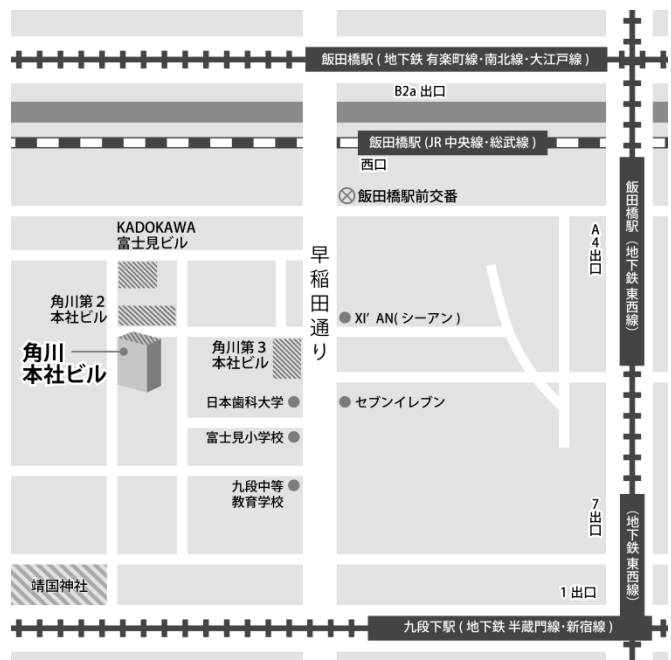 飯田橋駅 ( 地下鉄 有楽町線･南北線･大江戸線 )
B2a 出口
飯田橋駅 (JR 中央線･総武線 )
西口
飯田橋駅前交番
飯田橋駅 (地下鉄 東西線)
A4出口
早稲田通り
KADOKAWA
富士見ビル
角川第２
本社ビル
角川
本社ビル
角川第３
本社ビル
XI’ AN( シーアン )
日本歯科大学
セブンイレブン
富士見小学校
九段中等
教育学校
7出口
(地下鉄 東西線)
靖国神社
1 出口
九段下駅 ( 地下鉄 半蔵門線･新宿線 )